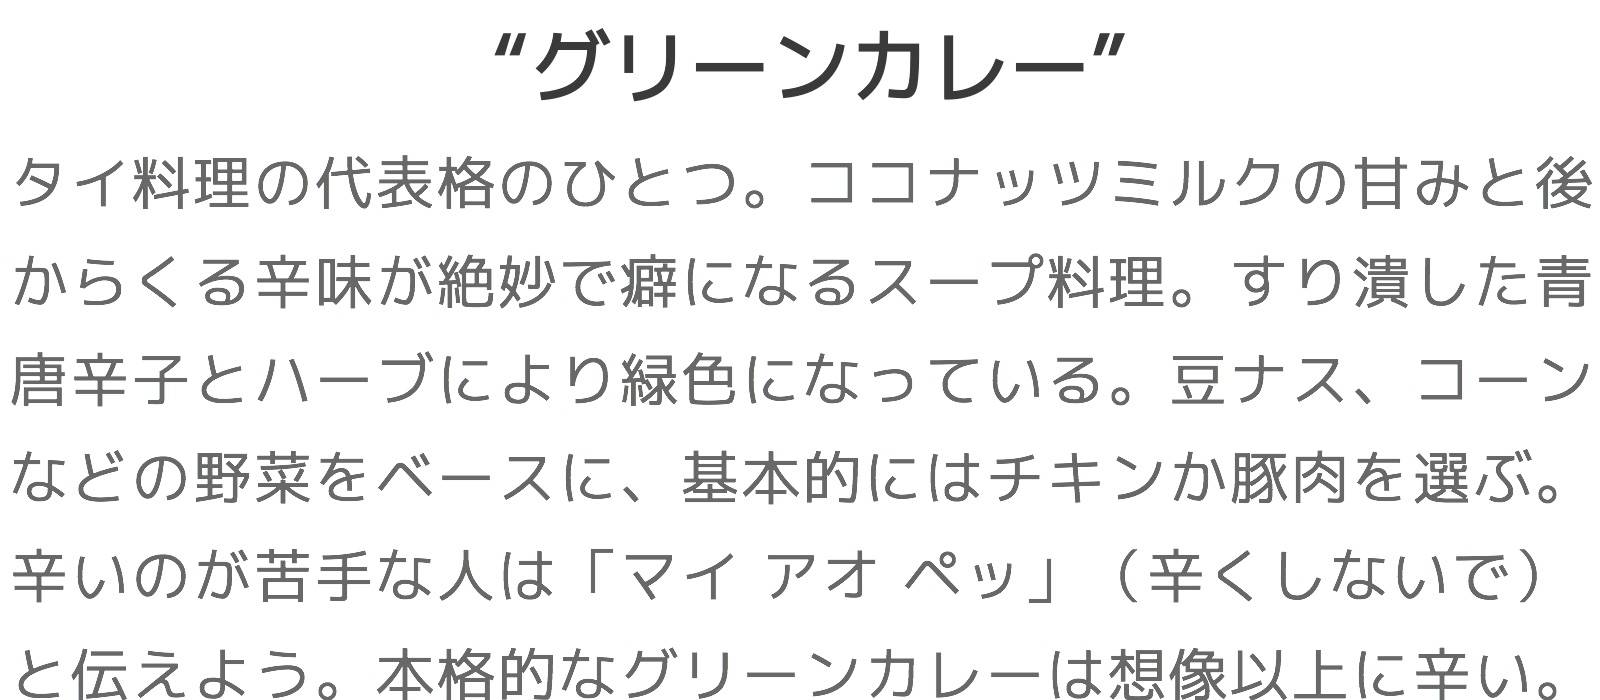 “グリーンカレー”
タイ料理の代表格のひとつ。ココナッツミルクの甘みと後
からくる辛味が絶妙で癖になるスープ料理。すり潰した青
唐辛子とハーブにより緑色になっている。豆ナス、コーン
などの野菜をベースに、基本的にはチキンか豚肉を選ぶ。
辛いのが苦手な人は「マイ アオ ペッ」（辛くしないで）
と伝えよう。本格的なグリーンカレーは想像以上に辛い。